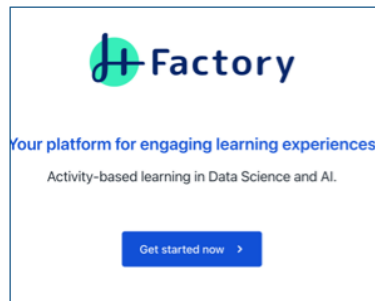 H Factory
Your platform for engaging learning experiences
Activity-based learning in Data Science and AI.
Get started now >